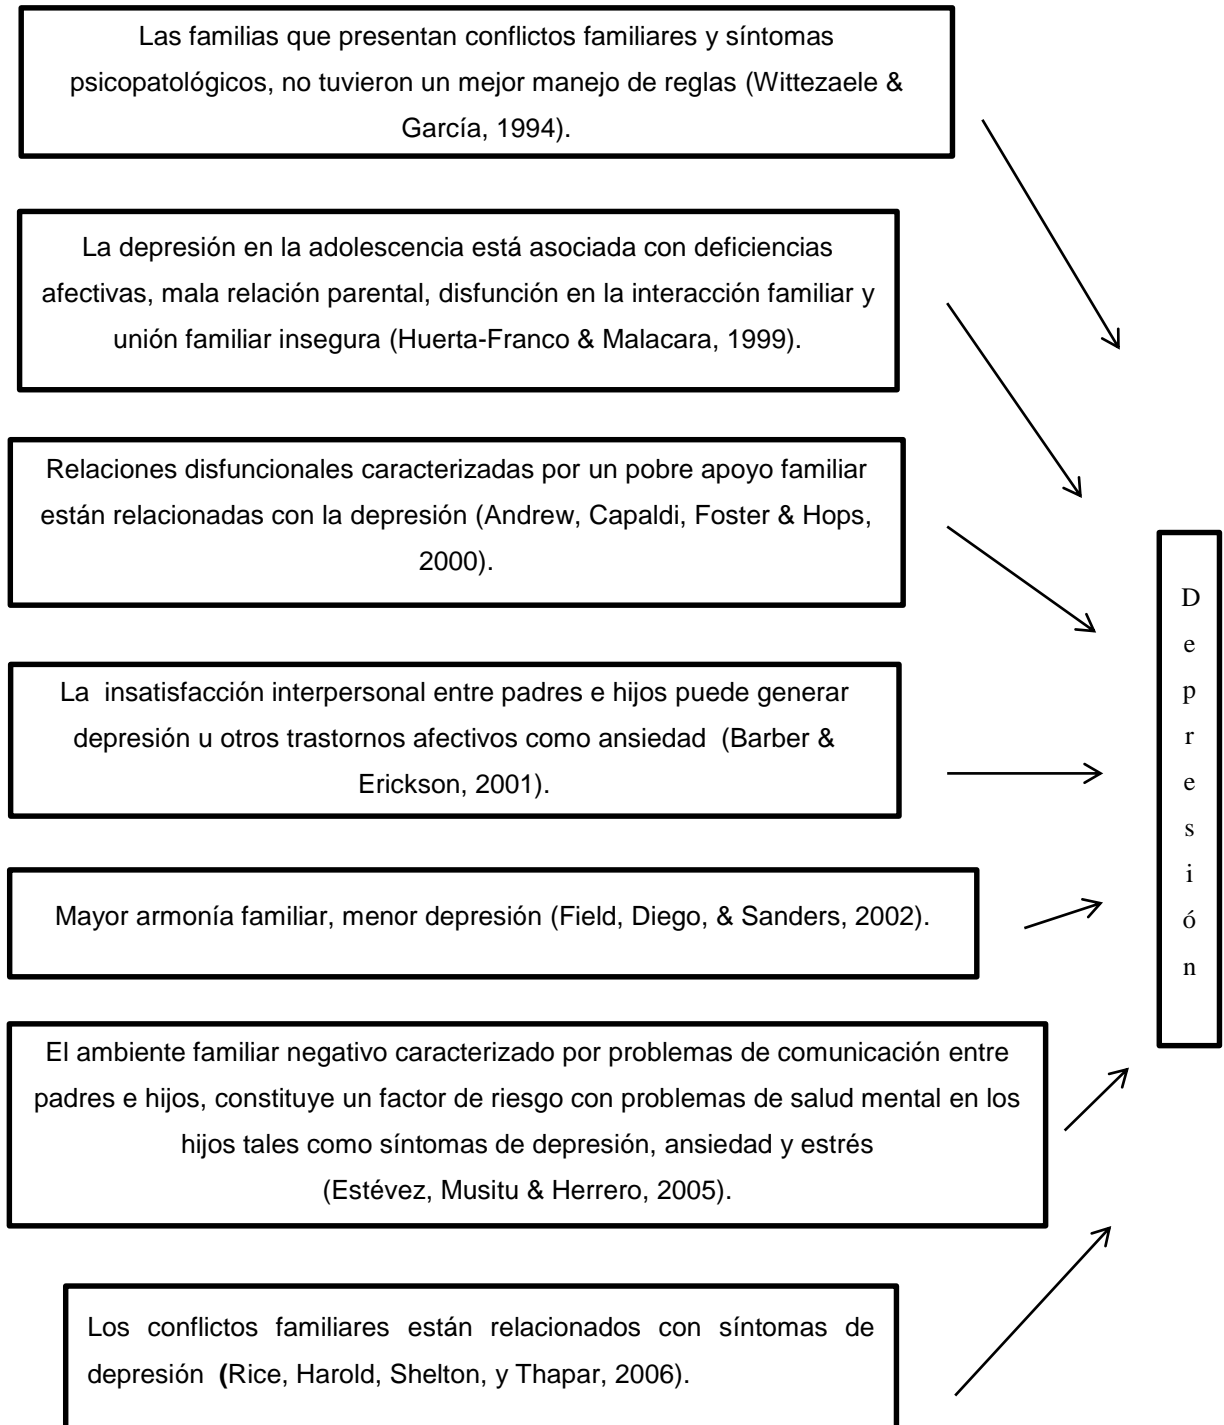 Las familias que presentan conflictos familiares y síntomas
psicopatológicos, no tuvieron un mejor manejo de reglas (Wittezaele &
García, 1994).
La depresión en la adolescencia está asociada con deficiencias
afectivas, mala relación parental, disfunción en la interacción familiar y
unión familiar insegura (Huerta-Franco & Malacara, 1999).
Relaciones disfuncionales caracterizadas por un pobre apoyo familiar
están relacionadas con la depresión (Andrew, Capaldi, Foster & Hops,
2000).
La insatisfacción interpersonal entre padres e hijos puede generar
depresión u otros trastornos afectivos como ansiedad (Barber &
Erickson, 2001).
Mayor armonía familiar, menor depresión (Field, Diego, & Sanders, 2002).
El ambiente familiar negativo caracterizado por problemas de comunicación entre
padres e hijos, constituye un factor de riesgo con problemas de salud mental en los
hijos tales como síntomas de depresión, ansiedad y estrés
(Estévez, Musitu & Herrero, 2005).
Los conflictos familiares están relacionados con síntomas de
depresión (Rice, Harold, Shelton, y Thapar, 2006).
D
e
p
r
e
s
i
ó
n